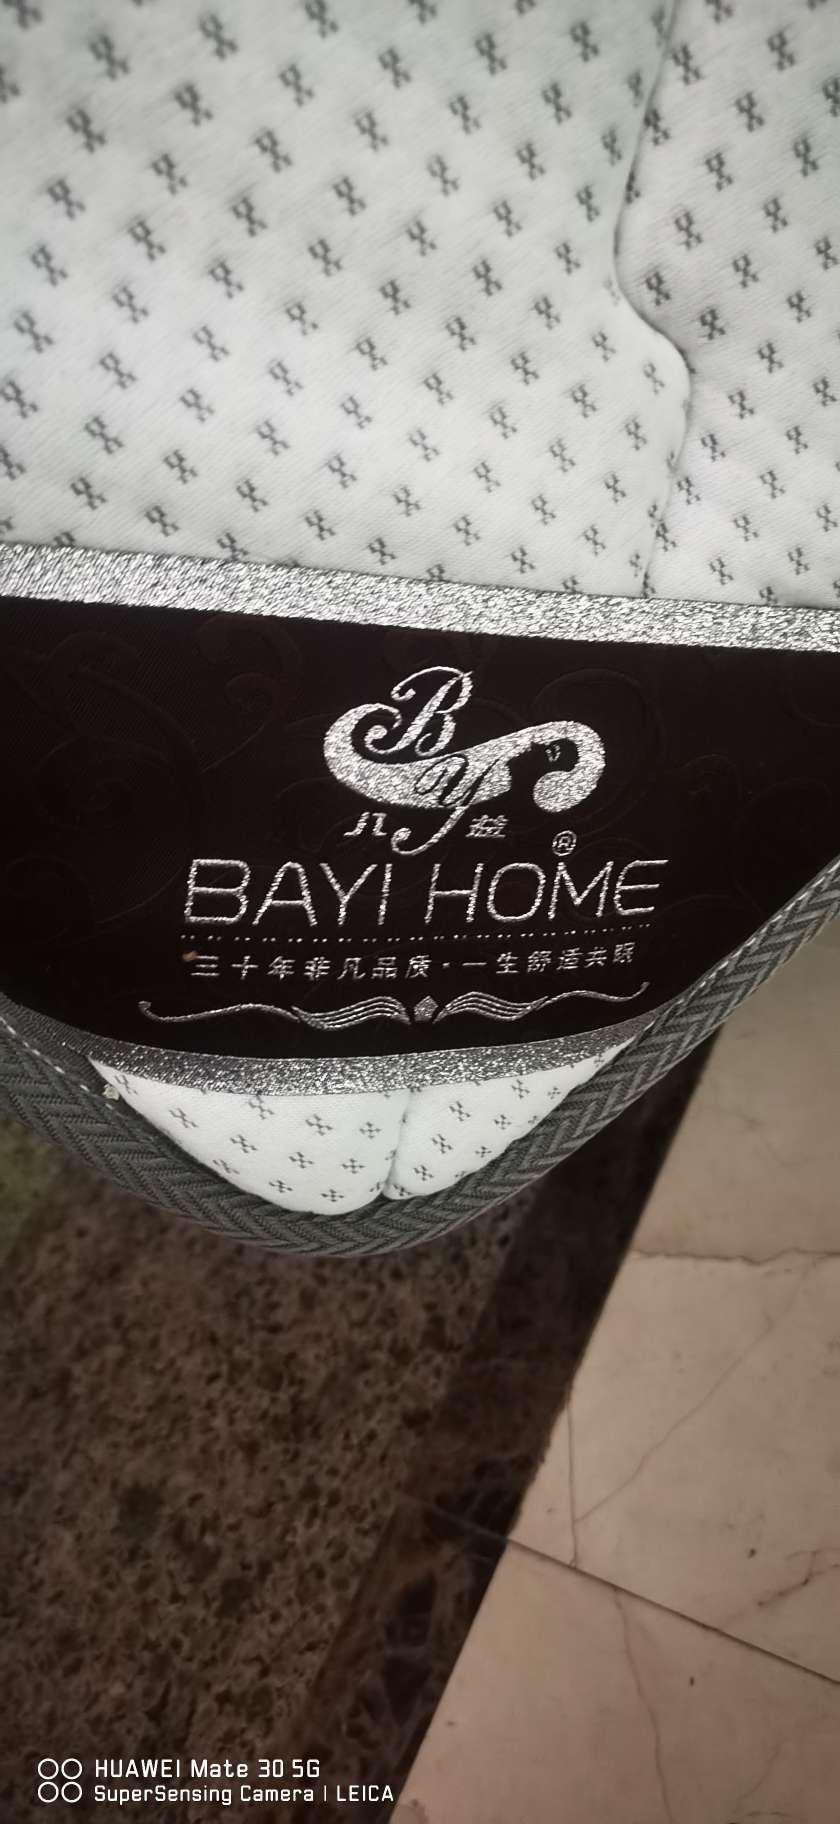 BY
八益
®
BAYI HOME
三十年非凡品质·一生舒适共眠
HUAWEI Mate 30 5G
SuperSensing Camera | LEICA